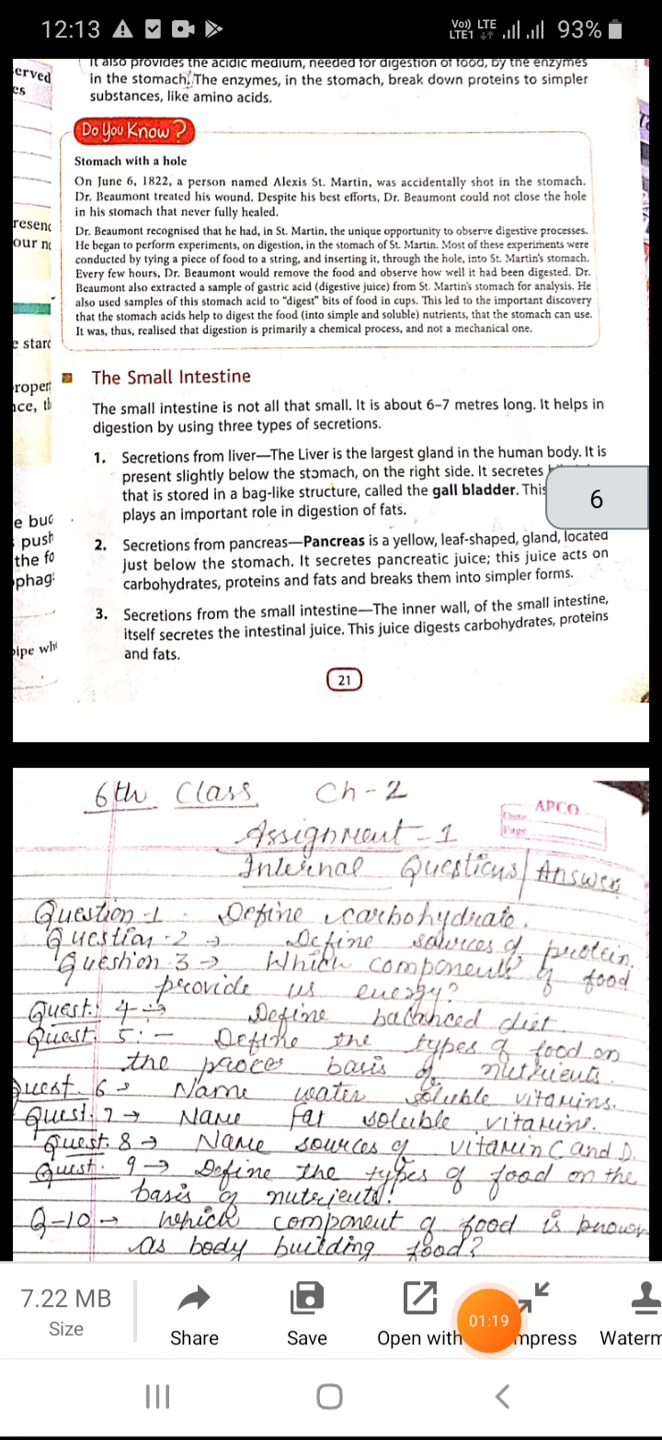 12:13
Vo)) LTE
LTE1
93%
It also provides the acidic medium, needed for digestion of food, by the enzymes
erved
in the stomach. The enzymes, in the stomach, break down proteins to simpler
es
substances, like amino acids.
Do You Know?
Stomach with a hole
On June 6, 1822, a person named Alexis St. Martin, was accidentally shot in the stomach.
Dr. Beaumont treated his wound. Despite his best efforts, Dr. Beaumont could not close the hole
in his stomach that never fully healed.
resenc
our n
Dr. Beaumont recognised that he had, in St. Martin, the unique opportunity to observe digestive processes.
He began to perform experiments, on digestion, in the stomach of St. Martin. Most of these experiments were
conducted by tying a piece of food to a string, and inserting it, through the hole, into St. Martin's stomach.
Every few hours, Dr. Beaumont would remove the food and observe how well it had been digested. Dr.
Beaumont also extracted a sample of gastric acid (digestive juice) from St. Martin's stomach for analysis. He
also used samples of this stomach acid to "digest" bits of food in cups. This led to the important discovery
that the stomach acids help to digest the food (into simple and soluble) nutrients, that the stomach can use.
It was, thus, realised that digestion is primarily a chemical process, and not a mechanical one.
e starc
The Small Intestine
roper
nce, th
The small intestine is not all that small. It is about 6–7 metres long. It helps in
digestion by using three types of secretions.
1. Secretions from liver—The Liver is the largest gland in the human body. It is
present slightly below the stomach, on the right side. It secretes
that is stored in a bag-like structure, called the gall bladder. This
plays an important role in digestion of fats.
6
e buc
push
the fo
phag
2. Secretions from pancreas—Pancreas is a yellow, leaf-shaped, gland, located
just below the stomach. It secretes pancreatic juice; this juice acts on
carbohydrates, proteins and fats and breaks them into simpler forms.
3. Secretions from the small intestine—The inner wall, of the small intestine,
itself secretes the intestinal juice. This juice digests carbohydrates, proteins
and fats.
ipe wh
21
6th Class Ch-2
APCO
Date
Page
Assignment-1
Internal Questions/Answer
Question-1. Define carbohydrate.
Question-2 → Define sources of protein.
Question.3 → Which components of food
provide us energy?
Quest: 4 → Define balanced diet.
Quest: 5:- Define the types of food on
the basis of nutrients.
Quest. 6 → Name water soluble vitamins.
Quest. 7 → Name fat soluble vitamins.
Quest. 8 → Name sources of vitamin C and D.
Quest. 9 → Define the types of food on the
basis of nutrients!
Q-10 → which component of food is known
as body building food?
7.22 MB
Size
Share
Save
Open with
01:19
mpress
Waterm